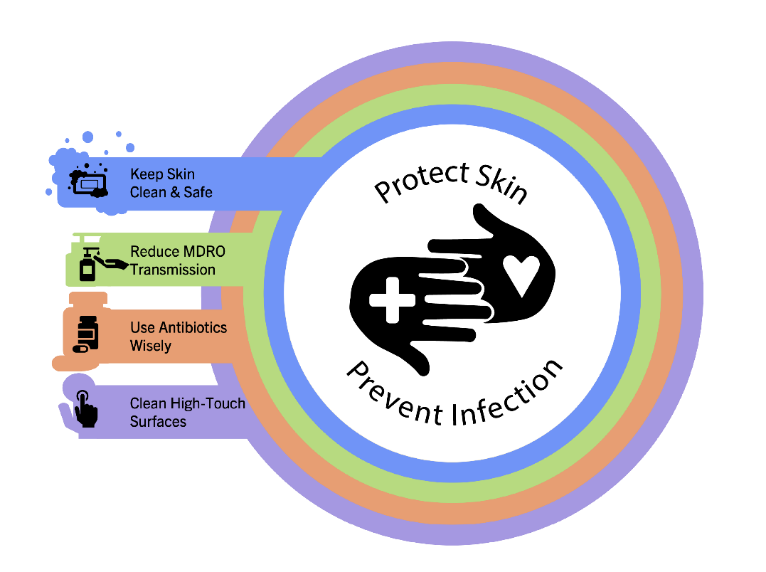 Protect Skin
Keep Skin
Clean & Safe
Reduce MDRO
Transmission
Use Antibiotics
Wisely
Clean High-Touch
Surfaces
Prevent Infection